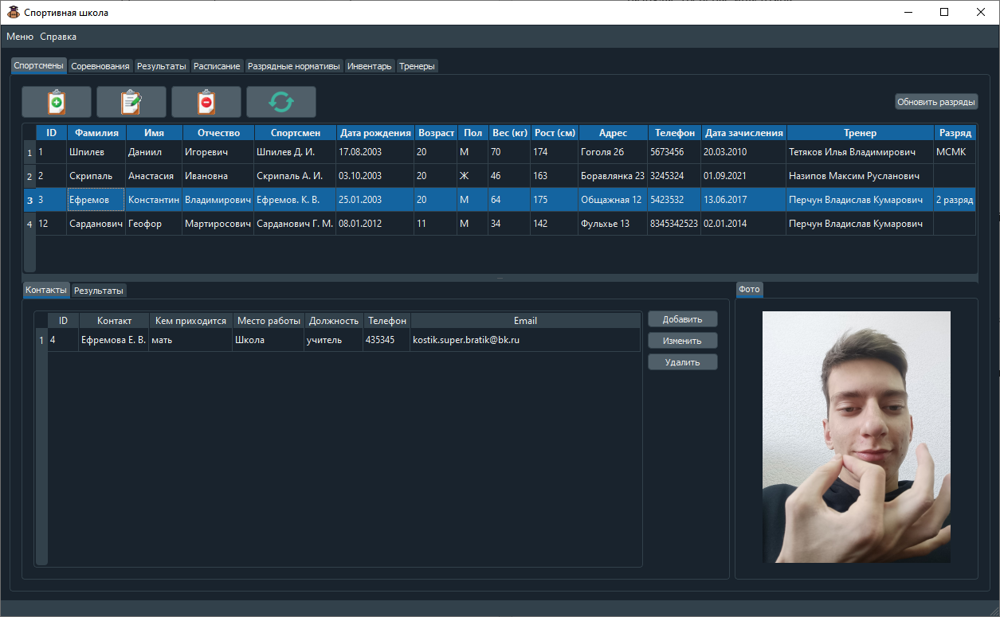 Спортивная школа
Меню Справка
Спортсмены Соревнования Результаты Расписание Разрядные нормативы Инвентарь Тренеры
Обновить разряды
ID Фамилия Имя Отчество Спортсмен Дата рождения Возраст Пол Вес (кг) Рост (см) Адрес Телефон Дата зачисления Тренер Разряд
1 1 Шпилев Даниил Игоревич Шпилев Д. И. 17.08.2003 20 М 70 174 Гоголя 26 5673456 20.03.2010 Тетяков Илья Владимирович МСМК
2 2 Скрипаль Анастасия Ивановна Скрипаль А. И. 03.10.2003 20 Ж 46 163 Боравлянка 23 3245324 01.09.2021 Назипов Максим Русланович
3 3 Ефремов Константин Владимирович Ефремов. К. В. 25.01.2003 20 М 64 175 Общажная 12 5423532 13.06.2017 Перчун Владислав Кумарович 2 разряд
4 12 Сарданович Геофор Мартиросович Сарданович Г. М. 08.01.2012 11 М 34 142 Фульхье 13 8345342523 02.01.2014 Перчун Владислав Кумарович
Контакты Результаты
Фото
ID Контакт Кем приходится Место работы Должность Телефон Email
1 4 Ефремова Е. В. мать Школа учитель 435345 kostik.super.bratik@bk.ru
Добавить
Изменить
Удалить